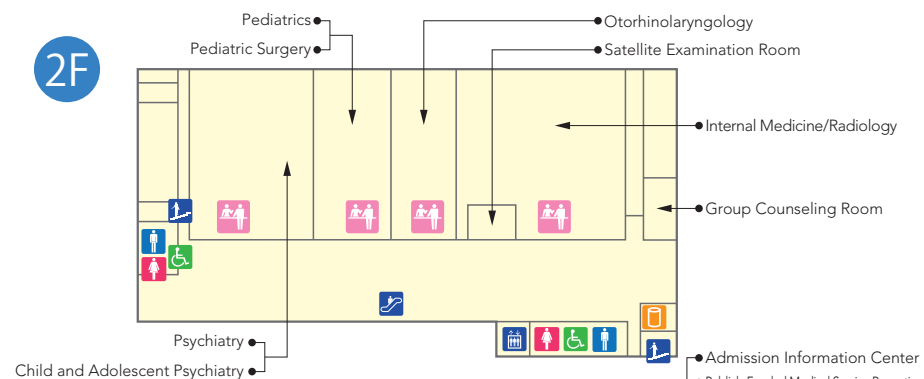 2F
Pediatrics
Pediatric Surgery
Otorhinolaryngology
Satellite Examination Room
Internal Medicine/Radiology
Group Counseling Room
Psychiatry
Child and Adolescent Psychiatry
Admission Information Center